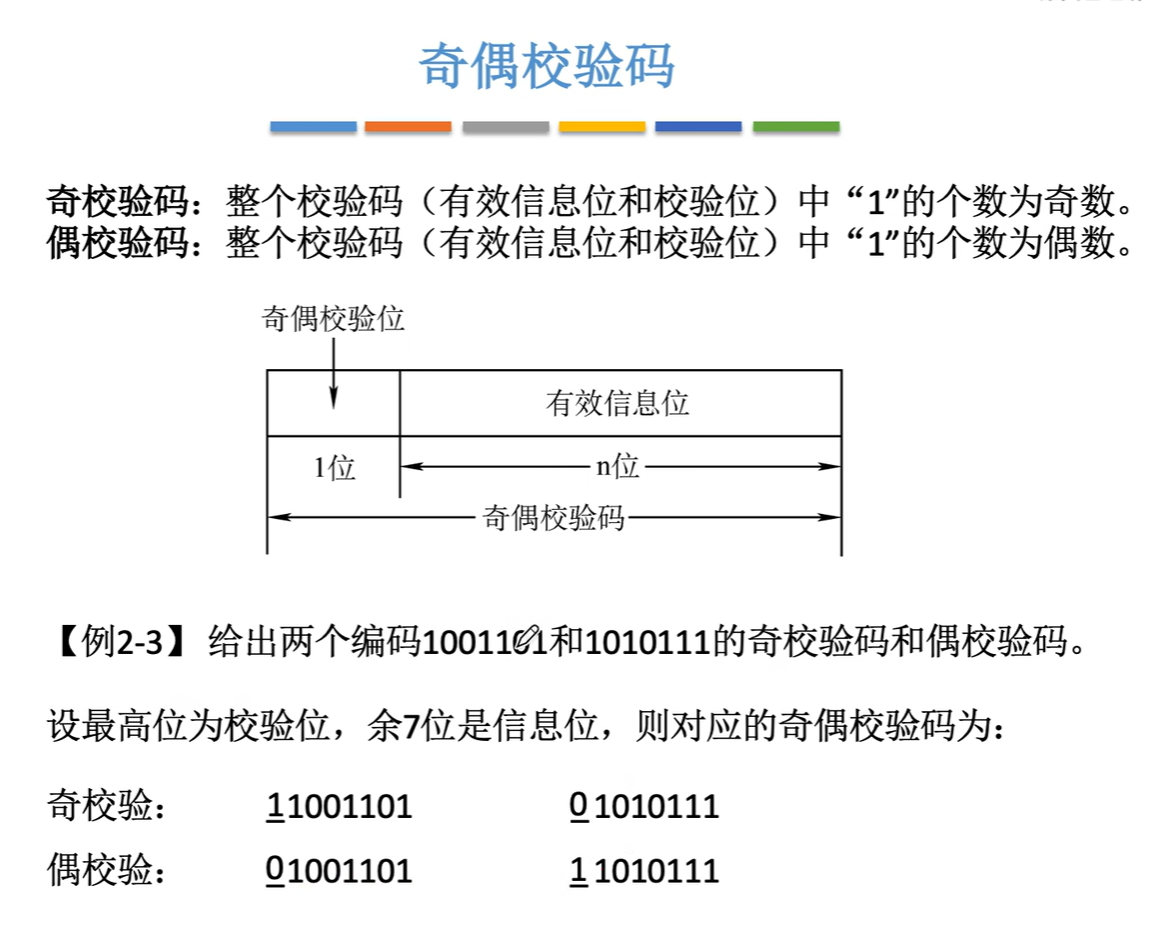 奇偶校验码
奇校验码：整个校验码（有效信息位和校验位）中“1”的个数为奇数。
偶校验码：整个校验码（有效信息位和校验位）中“1”的个数为偶数。
奇偶校验位
有效信息位
1位
n位
奇偶校验码
【例2-3】 给出两个编码1001101和1010111的奇校验码和偶校验码。
设最高位为校验位，余7位是信息位，则对应的奇偶校验码为：
奇校验： 11001101 01010111
偶校验： 01001101 11010111